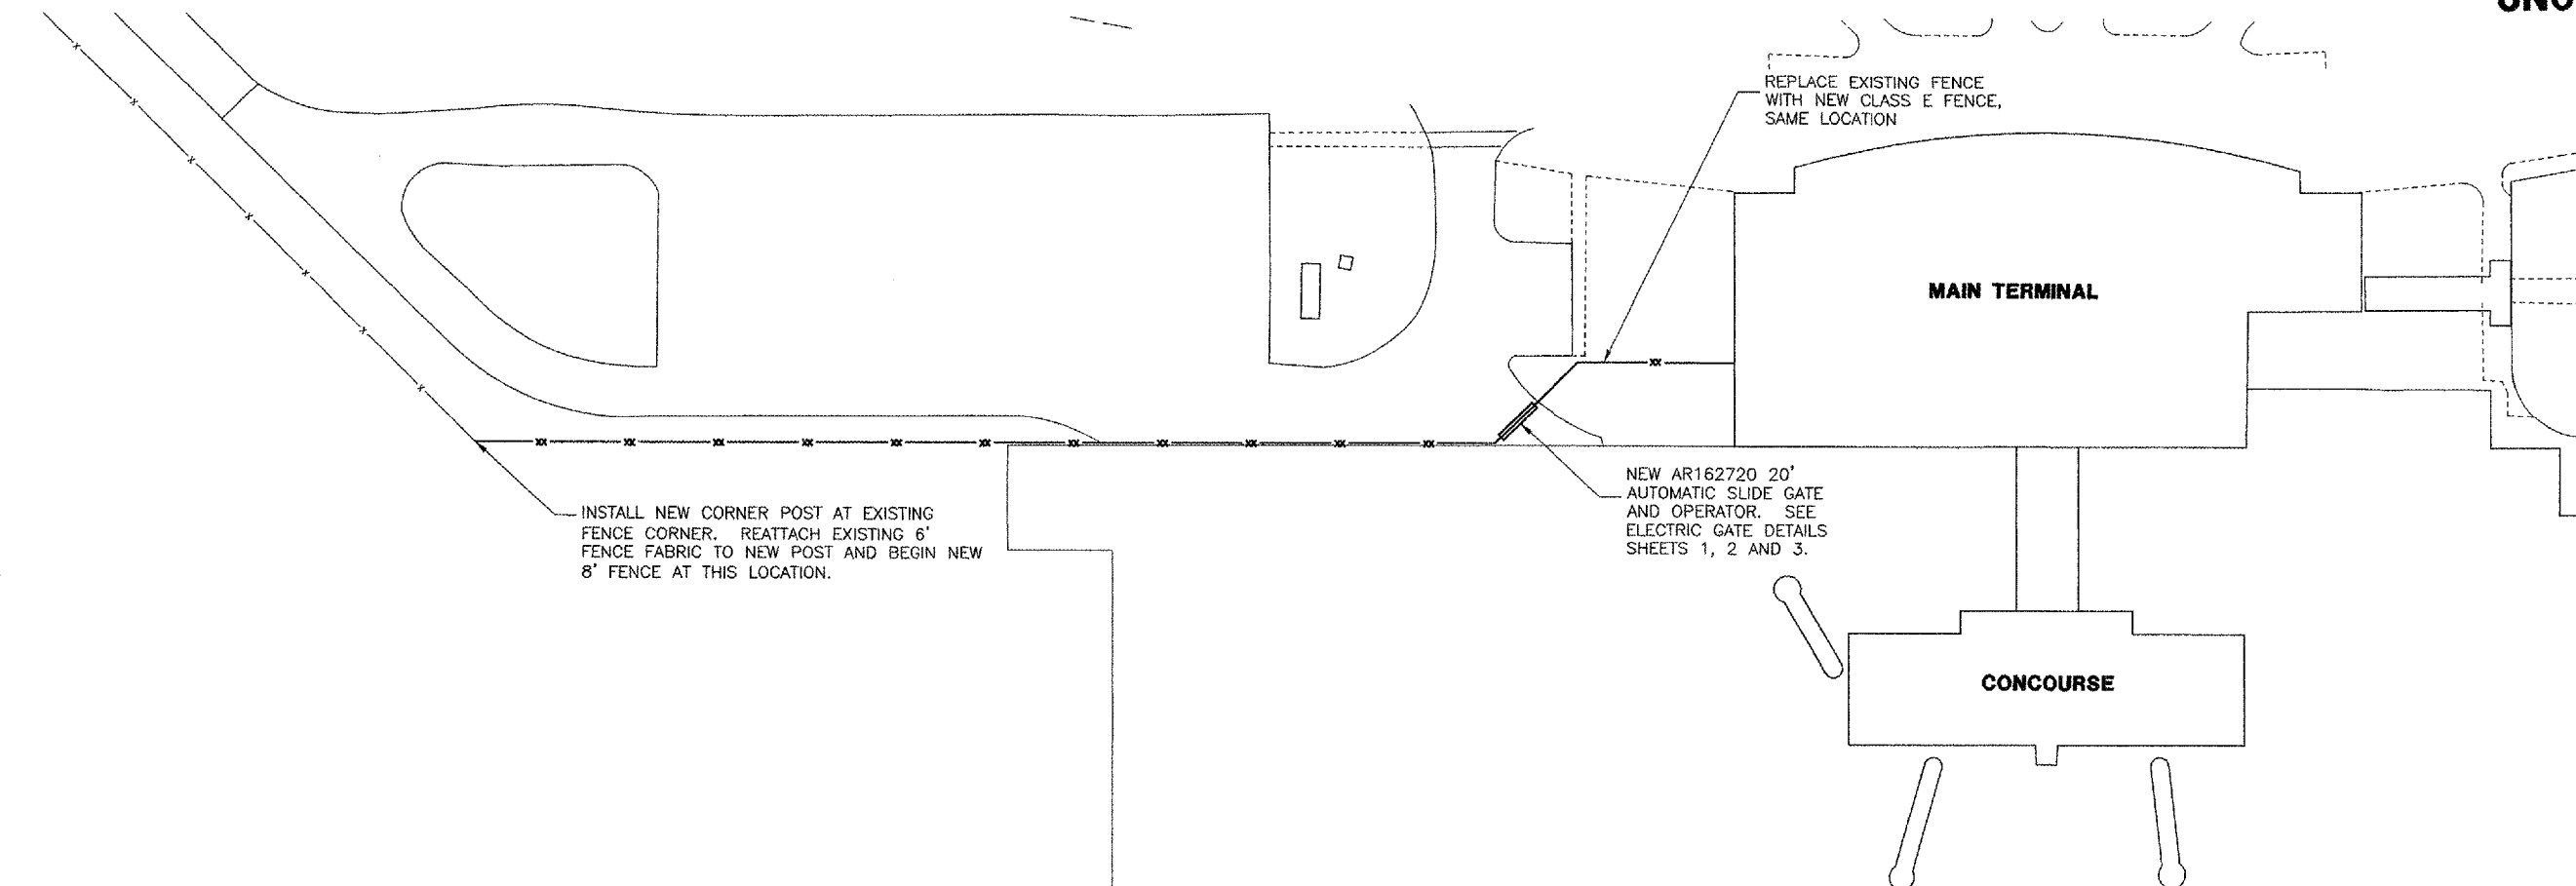 REPLACE EXISTING FENCE
WITH NEW CLASS E FENCE,
SAME LOCATION
MAIN TERMINAL
INSTALL NEW CORNER POST AT EXISTING
FENCE CORNER. REATTACH EXISTING 6'
FENCE FABRIC TO NEW POST AND BEGIN NEW
8' FENCE AT THIS LOCATION.
NEW AR162720 20'
AUTOMATIC SLIDE GATE
AND OPERATOR. SEE
ELECTRIC GATE DETAILS
SHEETS 1, 2 AND 3.
CONCOURSE